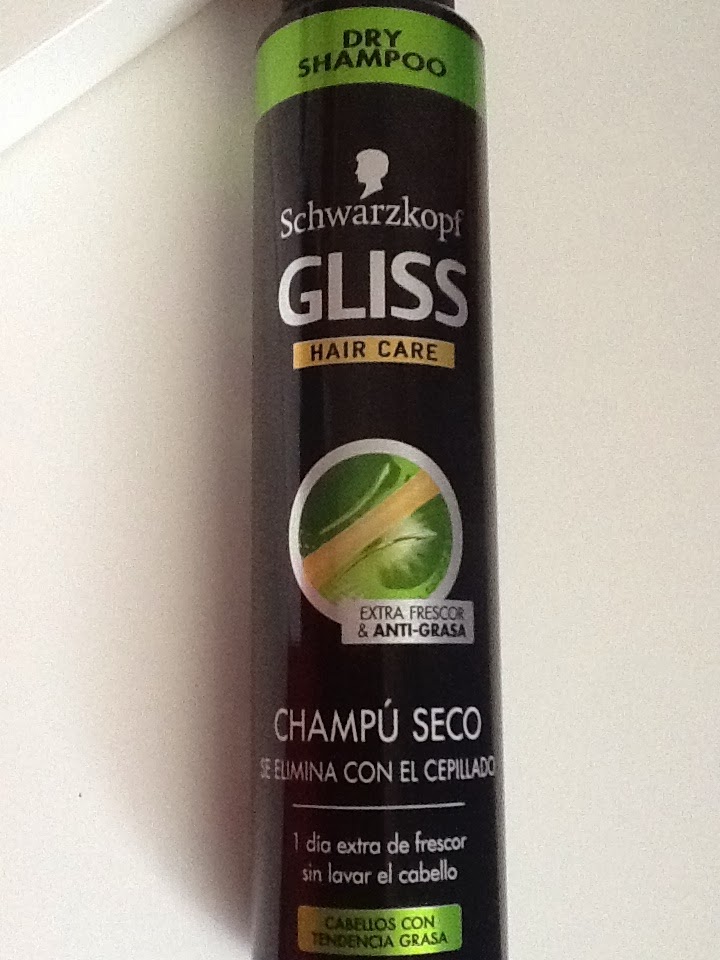 DRY
SHAMPOO
Schwarzkopf
GLISS
HAIR CARE
EXTRA FRESCOR
& ANTI-GRASA
CHAMPÚ SECO
SE ELIMINA CON EL CEPILLADO
1 día extra de frescor
sin lavar el cabello
CABELLOS CON
TENDENCIA GRASA